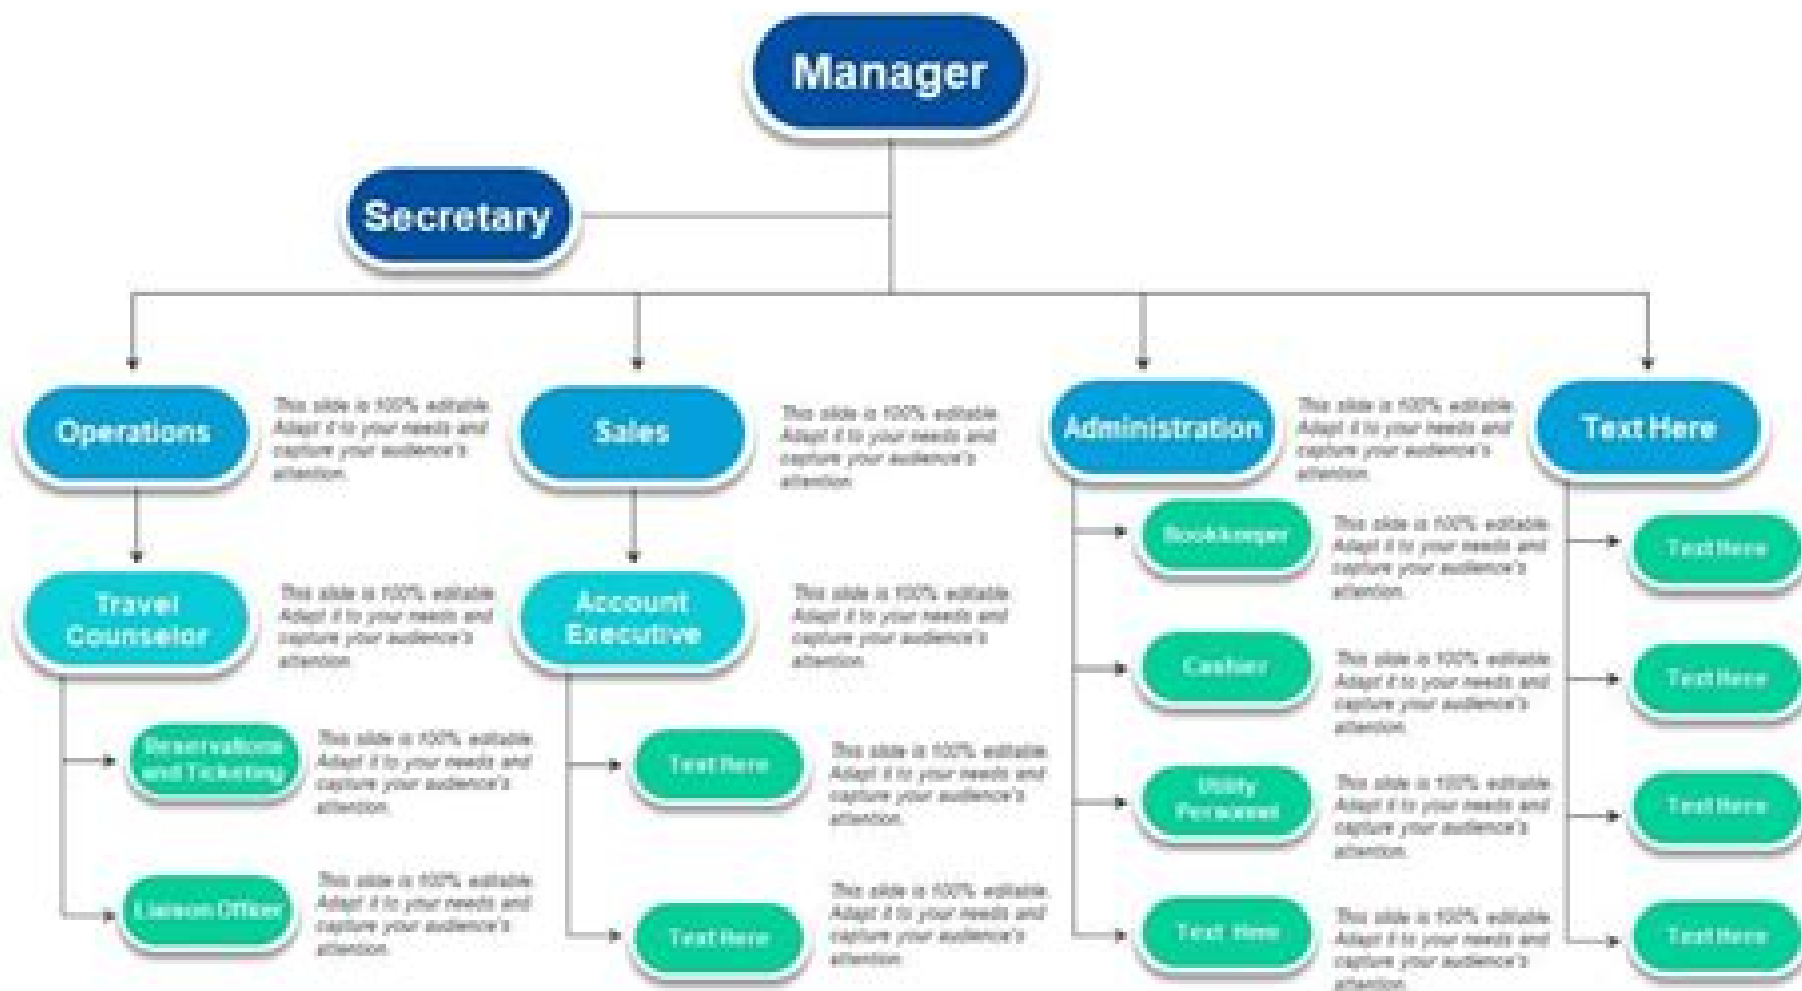 Manager
Secretary
Operations
This slide is 100% editable.
Adapt it to your needs and
capture your audience's
attention.
Sales
This slide is 100% editable.
Adapt it to your needs and
capture your audience's
attention.
Administration
This slide is 100% editable.
Adapt it to your needs and
capture your audience's
attention.
Text Here
Travel
Counselor
This slide is 100% editable.
Adapt it to your needs and
capture your audience's
attention.
Account
Executive
This slide is 100% editable.
Adapt it to your needs and
capture your audience's
attention.
Bookkeeper
This slide is 100% editable.
Adapt it to your needs and
capture your audience's
attention.
Text Here
Cashier
This slide is 100% editable.
Adapt it to your needs and
capture your audience's
attention.
Text Here
Reservations
and Ticketing
This slide is 100% editable.
Adapt it to your needs and
capture your audience's
attention.
Text Here
This slide is 100% editable.
Adapt it to your needs and
capture your audience's
attention.
Utility
Personnel
This slide is 100% editable.
Adapt it to your needs and
capture your audience's
attention.
Text Here
Liaison Officer
This slide is 100% editable.
Adapt it to your needs and
capture your audience's
attention.
Text Here
This slide is 100% editable.
Adapt it to your needs and
capture your audience's
attention.
Text Here
This slide is 100% editable.
Adapt it to your needs and
capture your audience's
attention.
Text Here